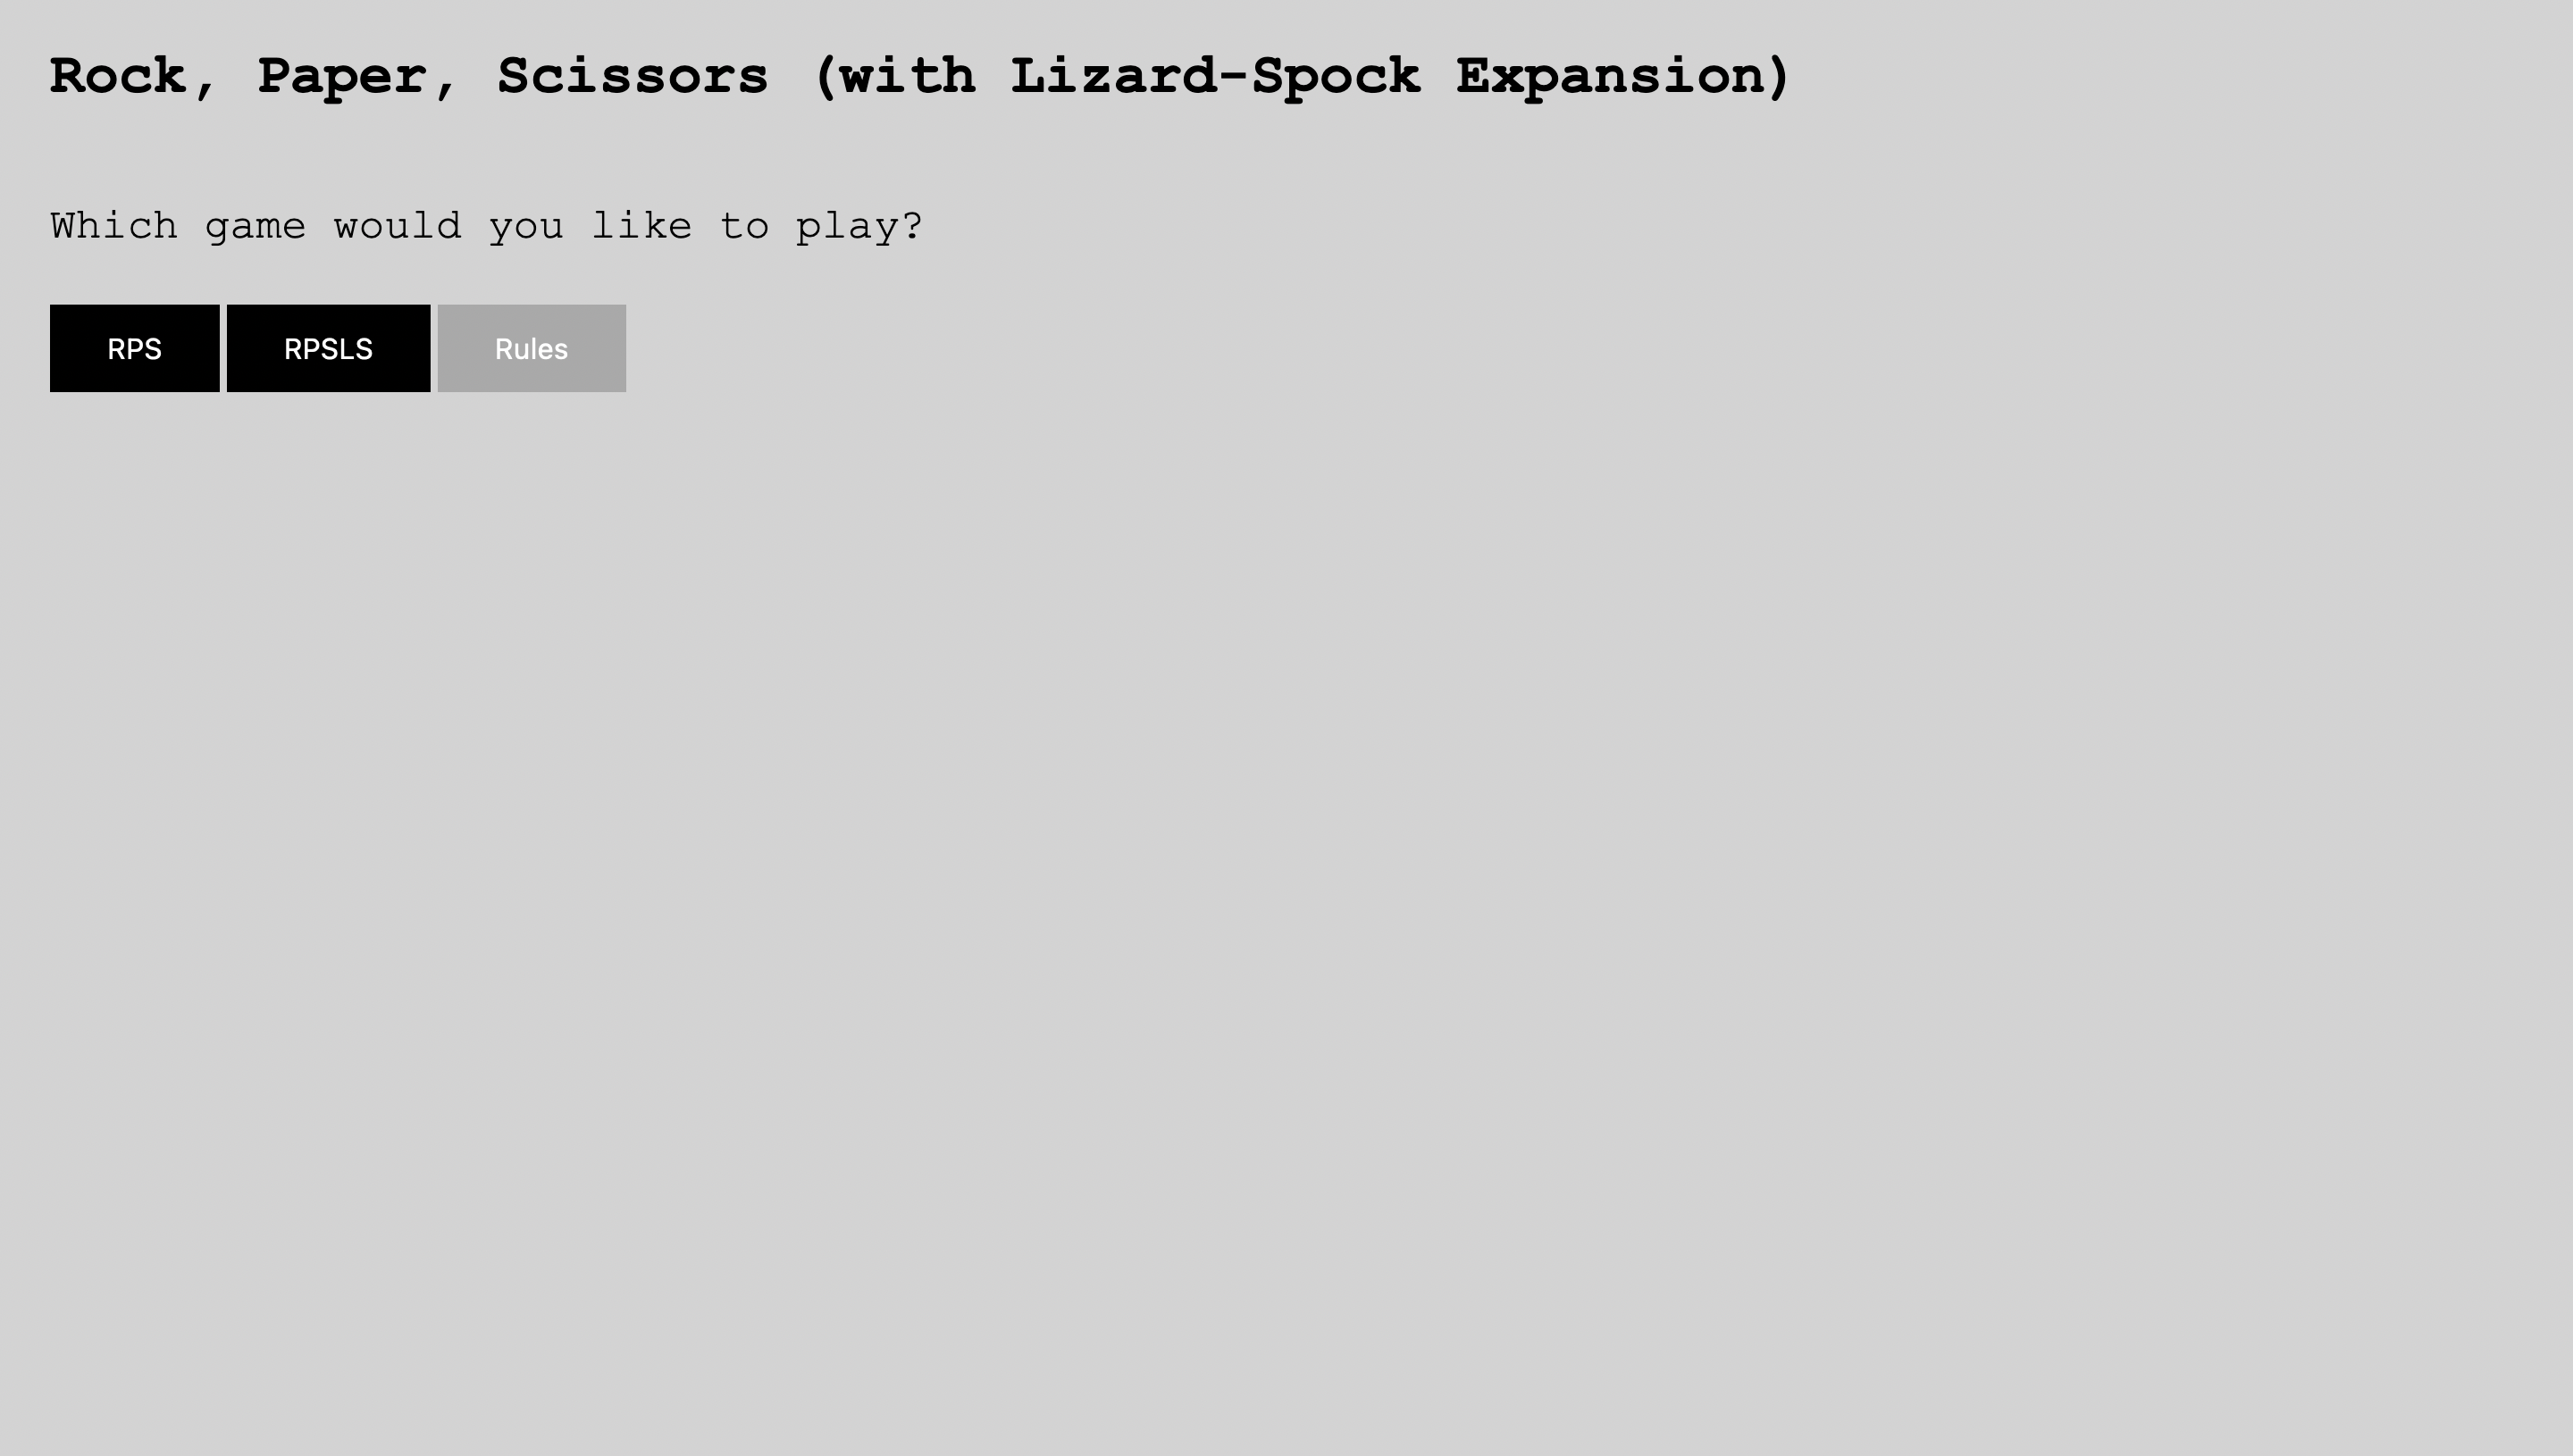 Rock, Paper, Scissors (with Lizard-Spock Expansion)
Which game would you like to play?
RPS RPSLS Rules